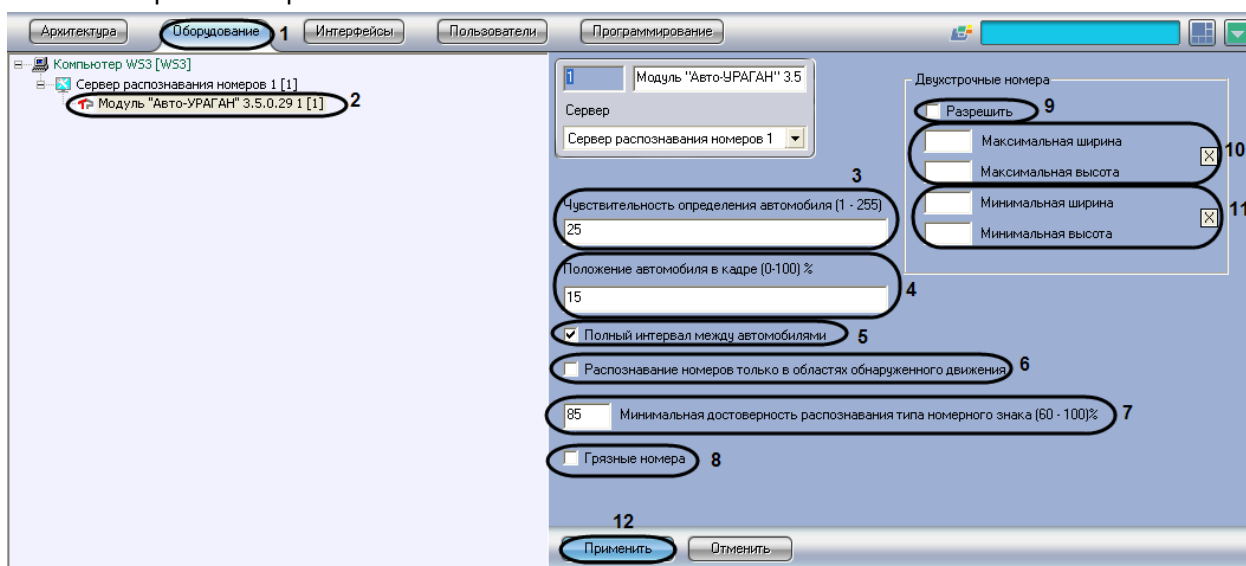 Архитектура
Оборудование
1
Интерфейсы
Пользователи
Программирование
Компьютер WS3 [WS3]
Сервер распознавания номеров 1 [1]
Модуль "Авто-УРАГАН" 3.5.0.29 1 [1]
2
1
Модуль "Авто-УРАГАН" 3.5
Сервер
Сервер распознавания номеров 1
3
Чувствительность определения автомобиля (1 - 255)
25
Положение автомобиля в кадре (0-100) %
15
4
Полный интервал между автомобилями
5
Распознавание номеров только в областях обнаруженного движения
6
85
Минимальная достоверность распознавания типа номерного знака (60 - 100)%
7
Грязные номера
8
Двухстрочные номера
Разрешить
9
Максимальная ширина
Максимальная высота
X
10
Минимальная ширина
Минимальная высота
X
11
12
Применить
Отменить